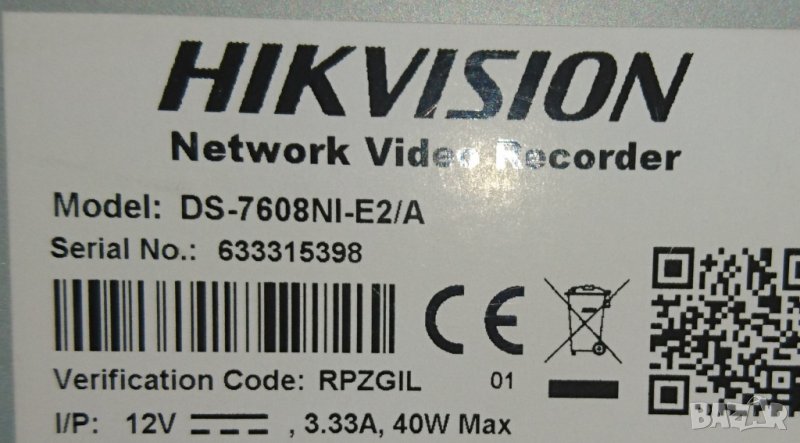 HIKVISION
Network Video Recorder
Model: DS-7608NI-E2/A
Serial No.: 633315398
CE
Verification Code: RPZGIL 01
I/P: 12V , 3.33A, 40W Max
BAZAR